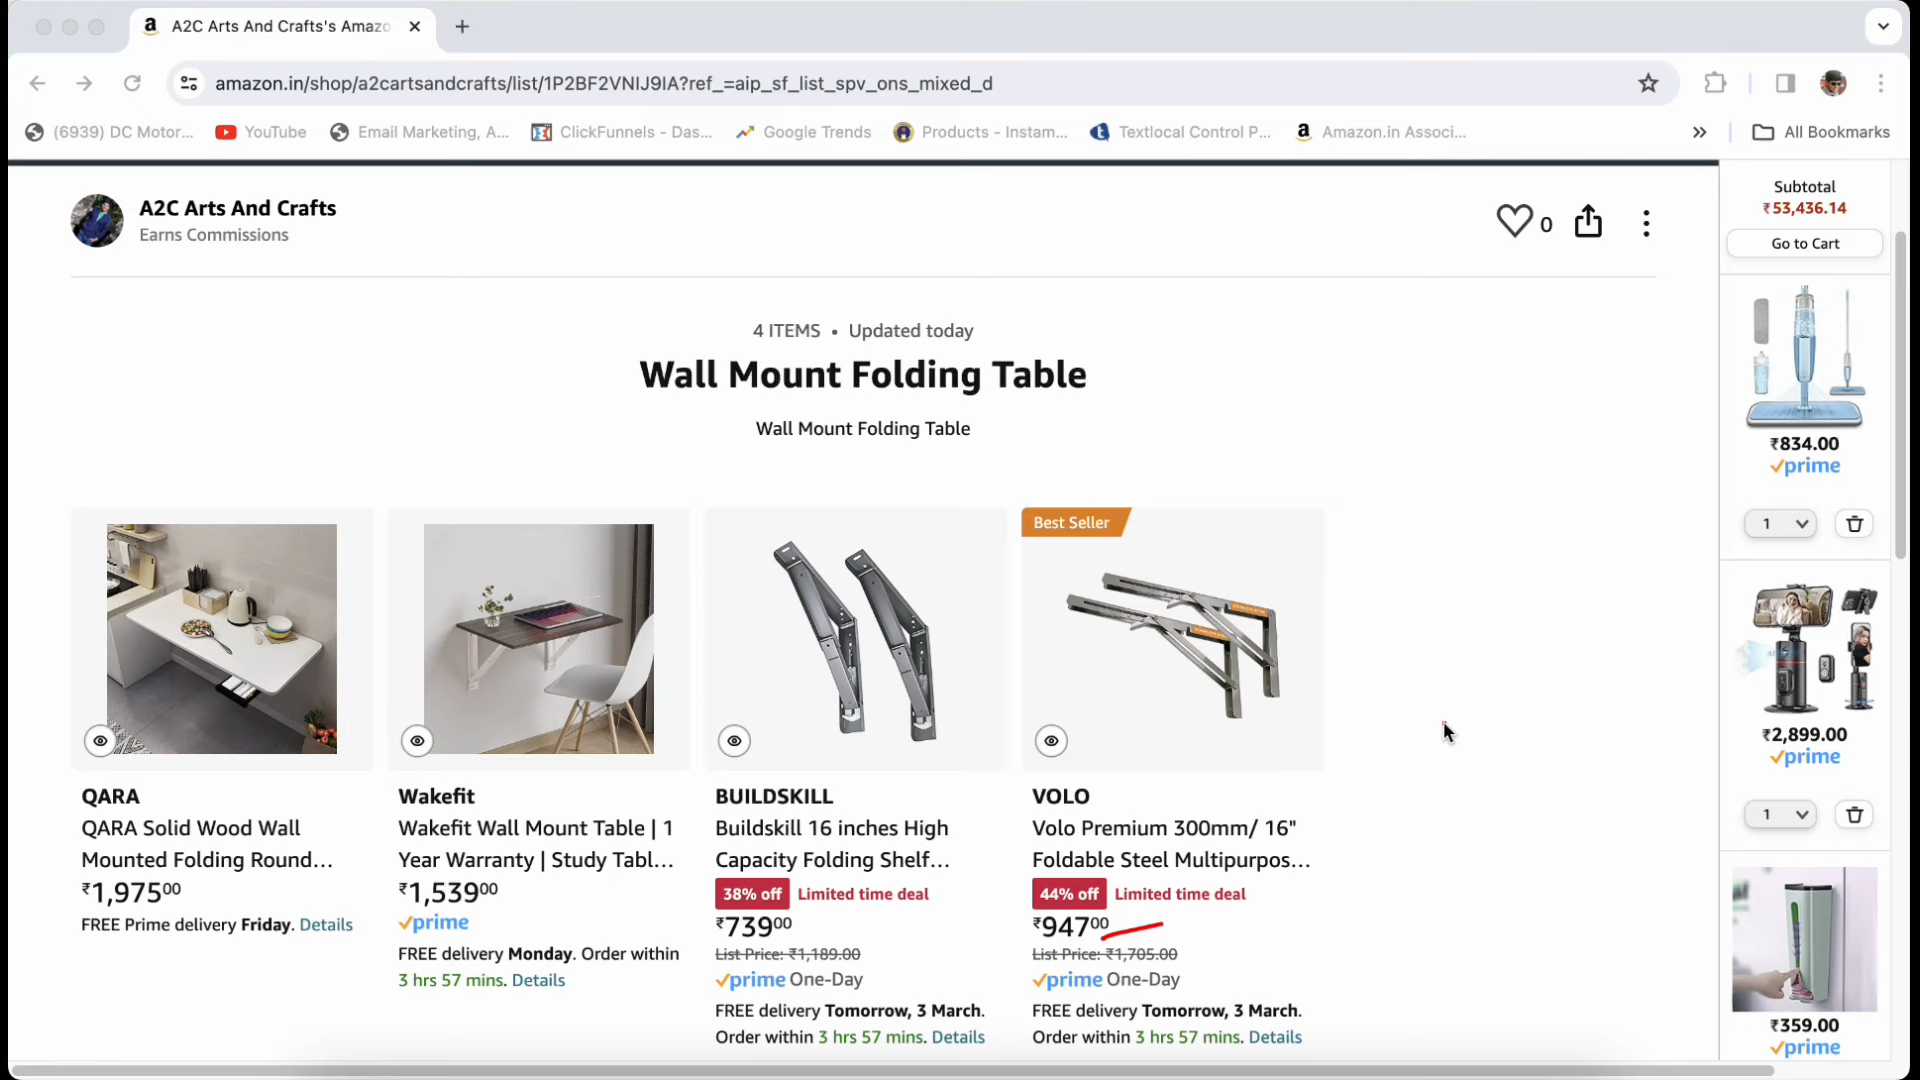 A2C Arts And Crafts's Amazo
amazon.in/shop/a2cartsandcrafts/list/1P2BF2VNIJ9IA?ref_=aip_sf_list_spv_ons_mixed_d
(6939) DC Motor...
YouTube
Email Marketing, A...
ClickFunnels - Das...
Google Trends
Products - Instam...
Textlocal Control P...
Amazon.in Associ...
All Bookmarks
A2C Arts And Crafts
Earns Commissions
0
4 ITEMS • Updated today
Wall Mount Folding Table
Wall Mount Folding Table
QARA
QARA Solid Wood Wall
Mounted Folding Round...
₹1,97500
FREE Prime delivery Friday. Details
Wakefit
Wakefit Wall Mount Table | 1
Year Warranty | Study Tabl...
₹1,53900
prime
FREE delivery Monday. Order within
3 hrs 57 mins. Details
BUILDSKILL
Buildskill 16 inches High
Capacity Folding Shelf...
38% off Limited time deal
₹73900
List Price: ₹1,189.00
prime One-Day
FREE delivery Tomorrow, 3 March.
Order within 3 hrs 57 mins. Details
Best Seller
VOLO
Volo Premium 300mm/ 16"
Foldable Steel Multipurpos...
44% off Limited time deal
₹94700
List Price: ₹1,705.00
prime One-Day
FREE delivery Tomorrow, 3 March.
Order within 3 hrs 57 mins. Details
Subtotal
₹53,436.14
Go to Cart
₹834.00
prime
1
₹2,899.00
prime
1
₹359.00
prime